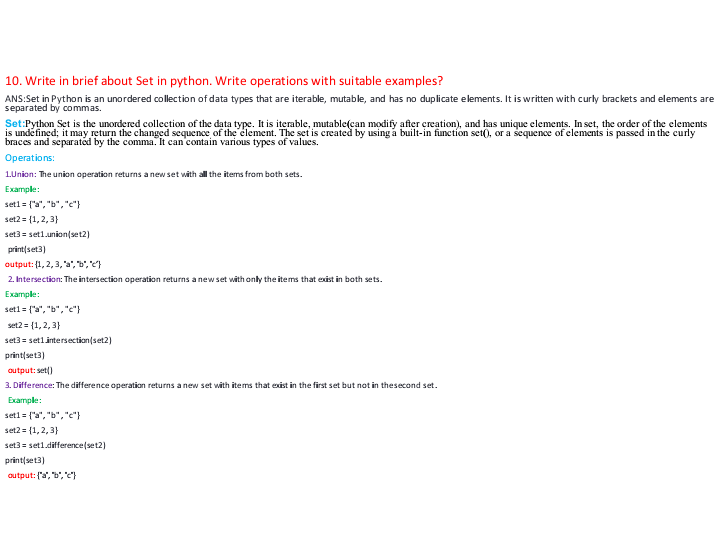 10. Write in brief about Set in python. Write operations with suitable examples?
ANS:Set in Python is an unordered collection of data types that are iterable, mutable, and has no duplicate elements. It is written with curly brackets and elements are
separated by commas.
Set:Python Set is the unordered collection of the data type. It is iterable, mutable(can modify after creation), and has unique elements. In set, the order of the elements
is undefined; it may return the changed sequence of the element. The set is created by using a built-in function set(), or a sequence of elements is passed in the curly
braces and separated by the comma. It can contain various types of values.
Operations:
1.Union: The union operation returns a new set with all the items from both sets.
Example:
set1 = {"a", "b" , "c"}
set2 = {1, 2, 3}
set3 = set1.union(set2)
print(set3)
output: {1, 2, 3, "a", "b", "c"}
2. Intersection: The intersection operation returns a new set with only the items that exist in both sets.
Example:
set1 = {"a", "b" , "c"}
set2 = {1, 2, 3}
set3 = set1.intersection(set2)
print(set3)
output: set()
3. Difference: The difference operation returns a new set with items that exist in the first set but not in the second set.
Example:
set1 = {"a", "b" , "c"}
set2 = {1, 2, 3}
set3 = set1.difference(set2)
print(set3)
output: {"a", "b", "c"}